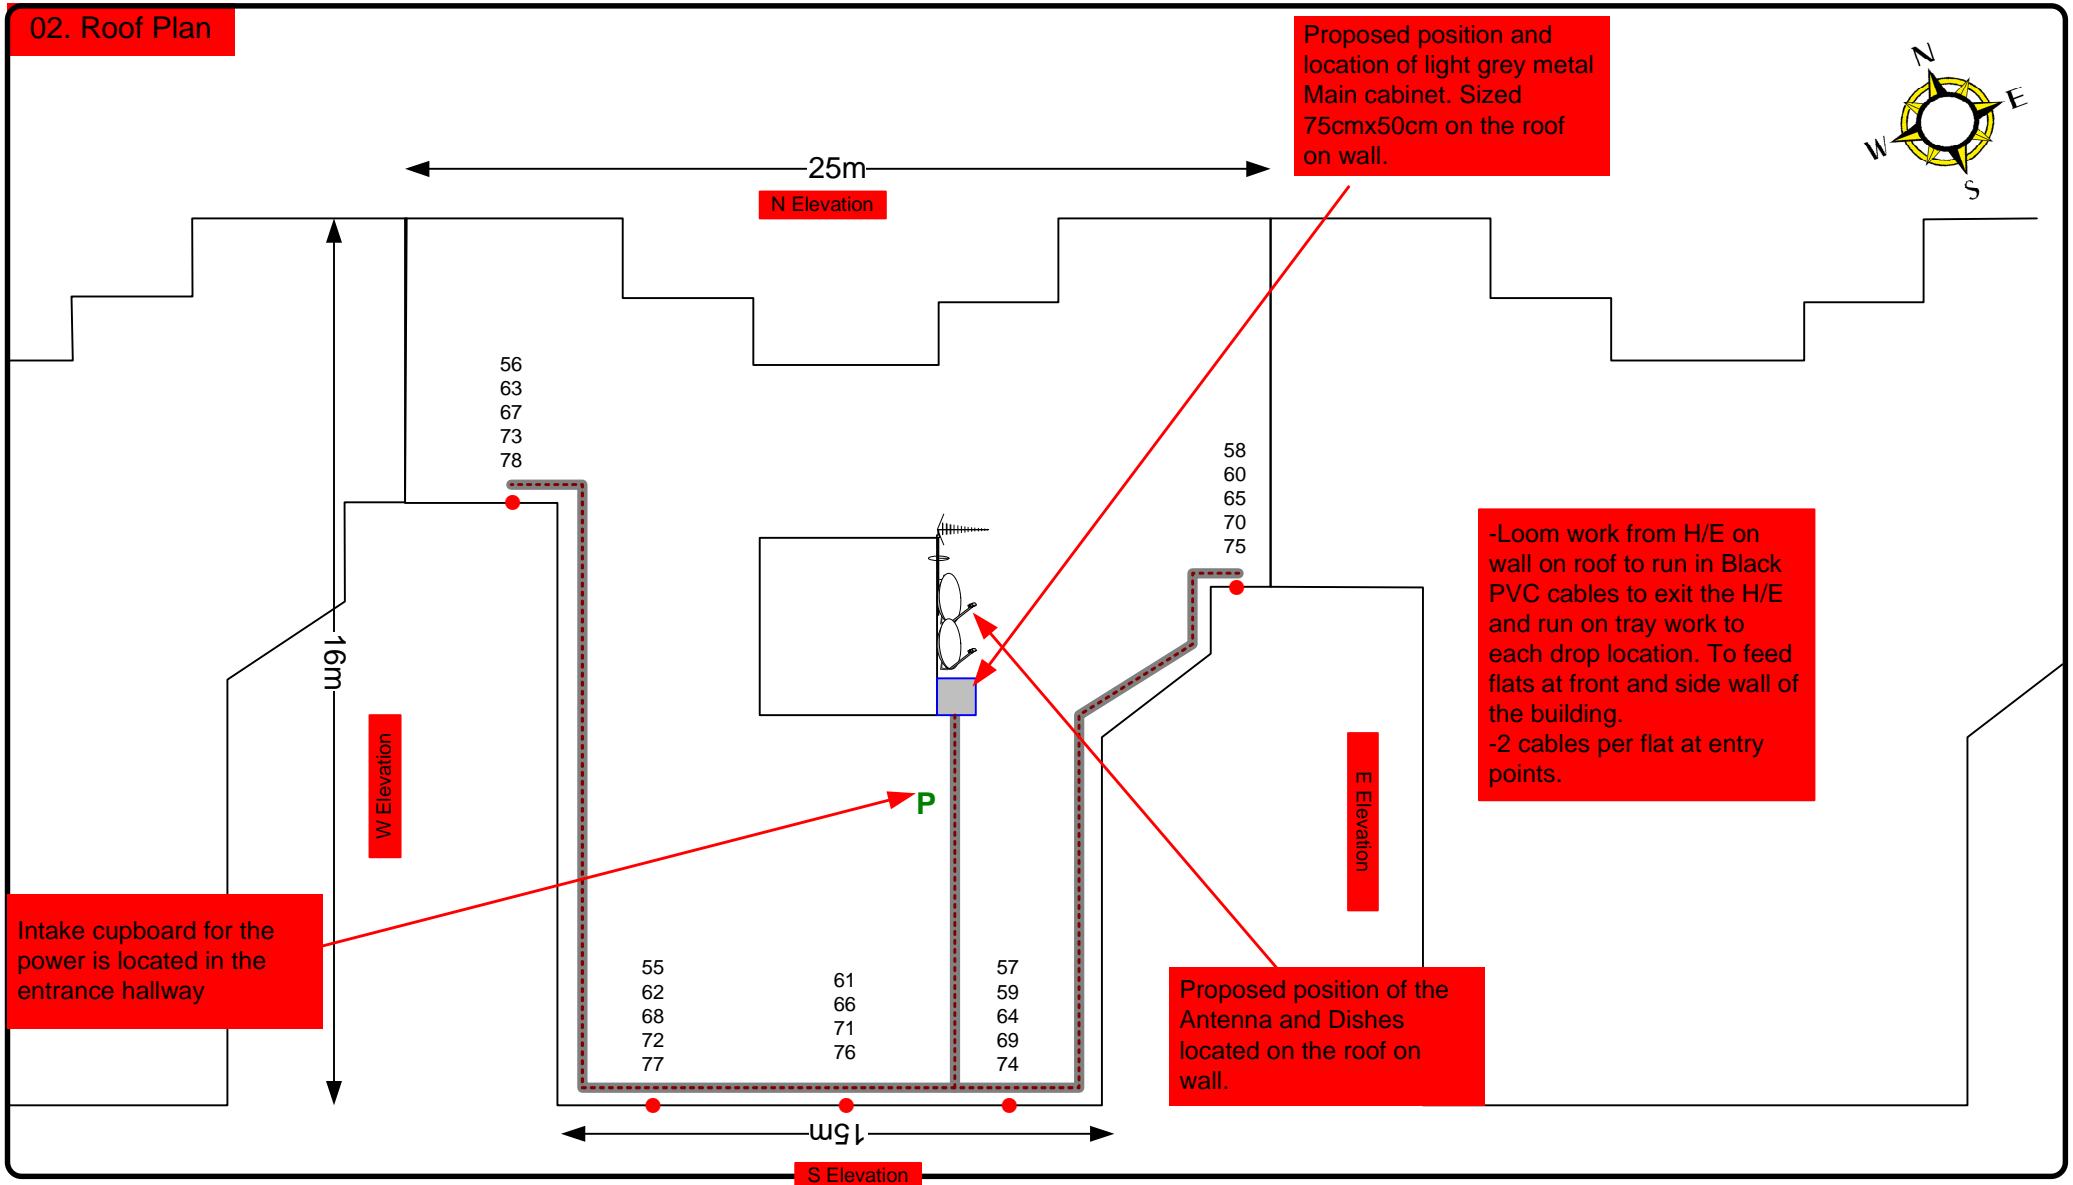 02. Roof Plan
Proposed position and
location of light grey metal
Main cabinet. Sized
75cmx50cm on the roof
on wall.
N
E
W
S
25m
N Elevation
56
63
67
73
78
58
60
65
70
75
16m
-Loom work from H/E on
wall on roof to run in Black
PVC cables to exit the H/E
and run on tray work to
each drop location. To feed
flats at front and side wall of
the building.
-2 cables per flat at entry
points.
W Elevation
E Elevation
P
Intake cupboard for the
power is located in the
entrance hallway
55
62
68
72
77
61
66
71
76
57
59
64
69
74
Proposed position of the
Antenna and Dishes
located on the roof on
wall.
15m
S Elevation